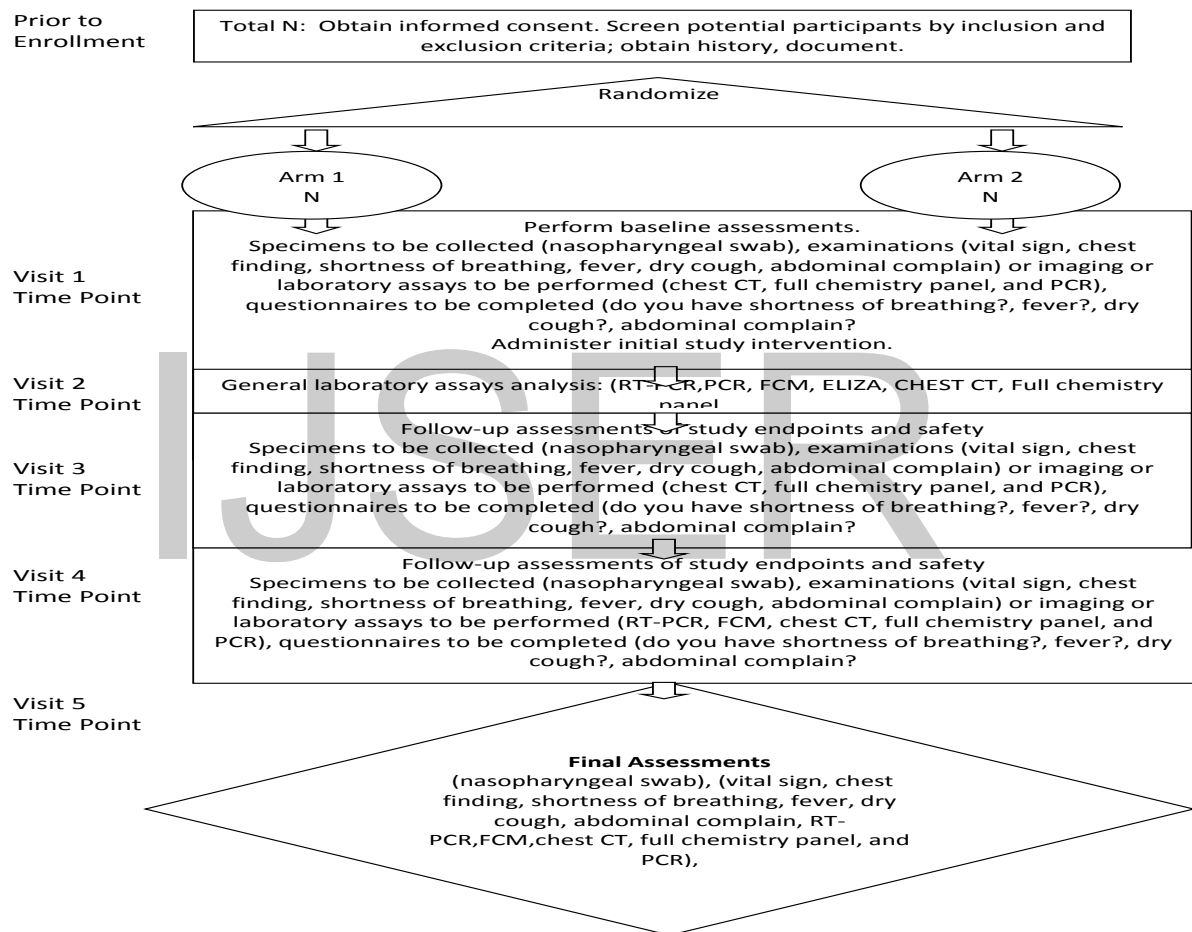 Prior to
Enrollment
Total N: Obtain informed consent. Screen potential participants by inclusion and
exclusion criteria; obtain history, document.
Randomize
Arm 1
N
Arm 2
N
Visit 1
Time Point
Perform baseline assessments.
Specimens to be collected (nasopharyngeal swab), examinations (vital sign, chest
finding, shortness of breathing, fever, dry cough, abdominal complain) or imaging or
laboratory assays to be performed (chest CT, full chemistry panel, and PCR),
questionnaires to be completed (do you have shortness of breathing?, fever?, dry
cough?, abdominal complain?
Administer initial study intervention.
Visit 2
Time Point
General laboratory assays analysis: (RT-PCR,PCR, FCM, ELIZA, CHEST CT, Full chemistry
panel
Visit 3
Time Point
Follow-up assessments of study endpoints and safety
Specimens to be collected (nasopharyngeal swab), examinations (vital sign, chest
finding, shortness of breathing, fever, dry cough, abdominal complain) or imaging or
laboratory assays to be performed (chest CT, full chemistry panel, and PCR),
questionnaires to be completed (do you have shortness of breathing?, fever?, dry
cough?, abdominal complain?
Visit 4
Time Point
Follow-up assessments of study endpoints and safety
Specimens to be collected (nasopharyngeal swab), examinations (vital sign, chest
finding, shortness of breathing, fever, dry cough, abdominal complain) or imaging or
laboratory assays to be performed (RT-PCR, FCM, chest CT, full chemistry panel, and
PCR), questionnaires to be completed (do you have shortness of breathing?, fever?, dry
cough?, abdominal complain?
Visit 5
Time Point
Final Assessments
(nasopharyngeal swab), (vital sign, chest
finding, shortness of breathing, fever, dry
cough, abdominal complain, RT-
PCR,FCM,chest CT, full chemistry panel, and
PCR),
IJSER